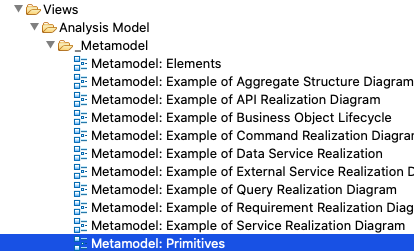 Views
Analysis Model
_Metamodel
Metamodel: Elements
Metamodel: Example of Aggregate Structure Diagram
Metamodel: Example of API Realization Diagram
Metamodel: Example of Business Object Lifecycle
Metamodel: Example of Command Realization Diagra
Metamodel: Example of Data Service Realization
Metamodel: Example of External Service Realization D
Metamodel: Example of Query Realization Diagram
Metamodel: Example of Requirement Realization Diag
Metamodel: Example of Service Realization Diagram
Metamodel: Primitives